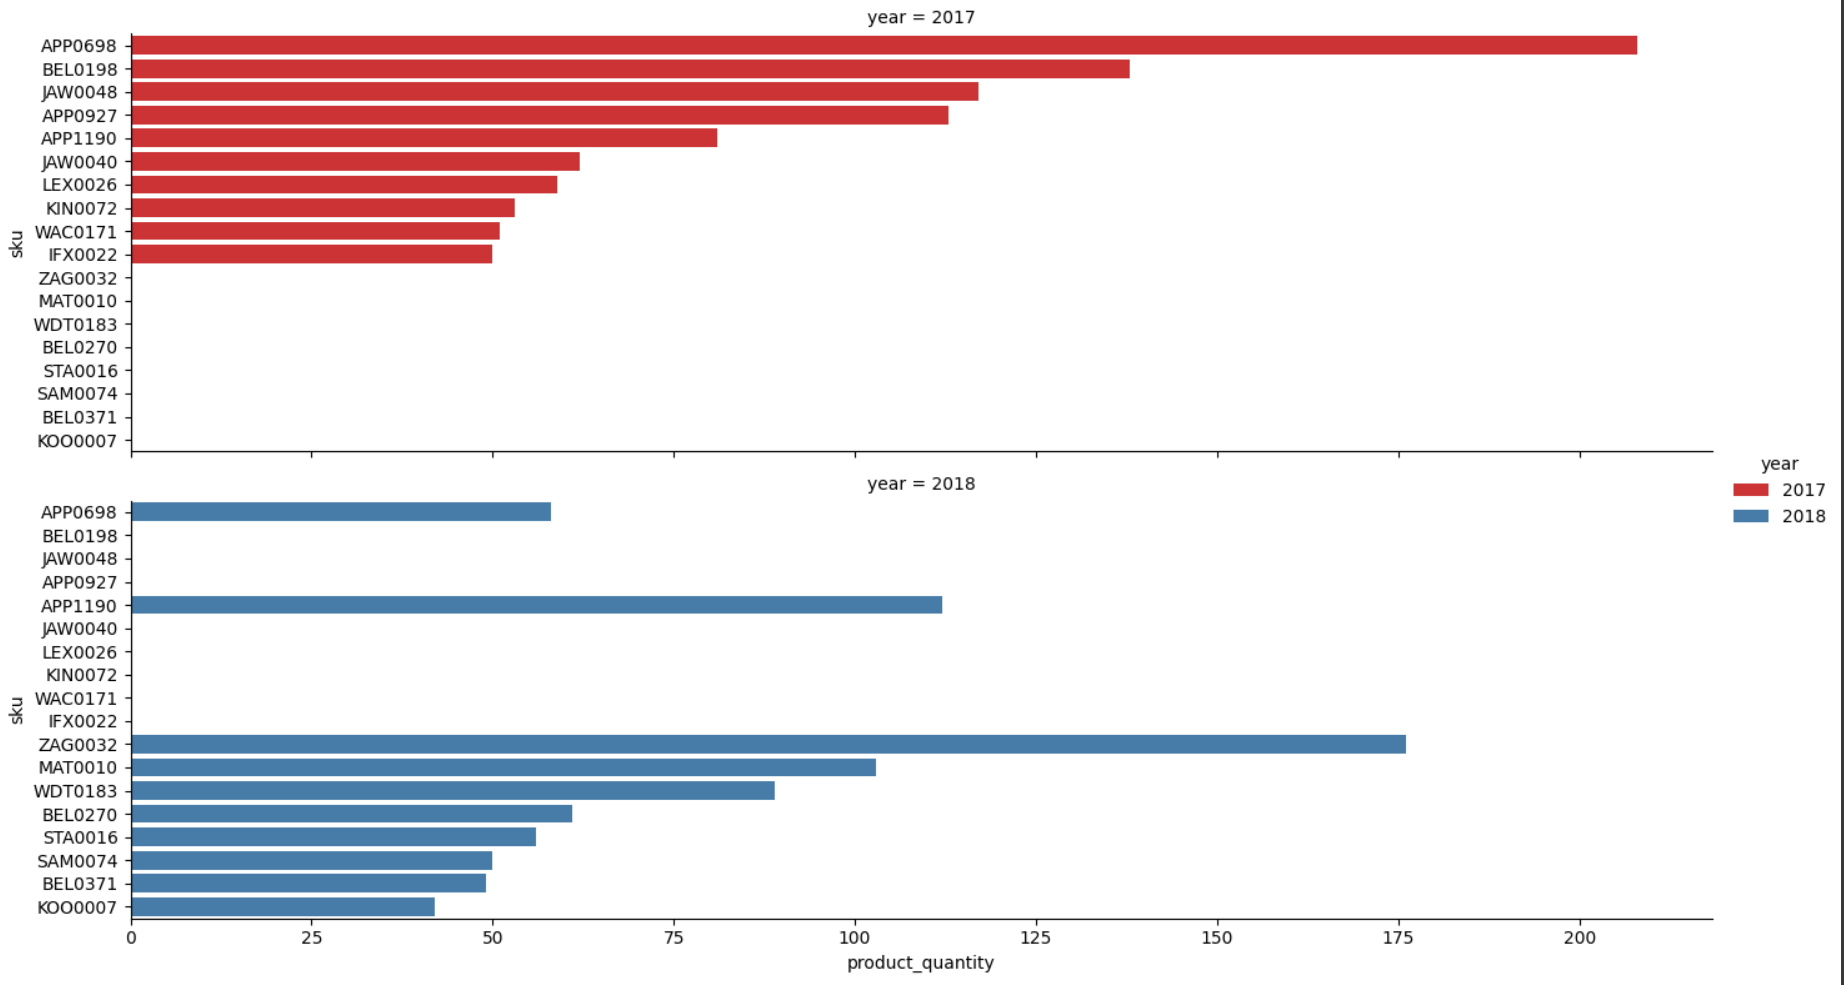 year = 2017
sku
APP0698
BEL0198
JAW0048
APP0927
APP1190
JAW0040
LEX0026
KIN0072
WAC0171
IFX0022
ZAG0032
MAT0010
WDT0183
BEL0270
STA0016
SAM0074
BEL0371
KOO0007
year = 2018
sku
APP0698
BEL0198
JAW0048
APP0927
APP1190
JAW0040
LEX0026
KIN0072
WAC0171
IFX0022
ZAG0032
MAT0010
WDT0183
BEL0270
STA0016
SAM0074
BEL0371
KOO0007
0 25 50 75 100 125 150 175 200
product_quantity
year
2017
2018